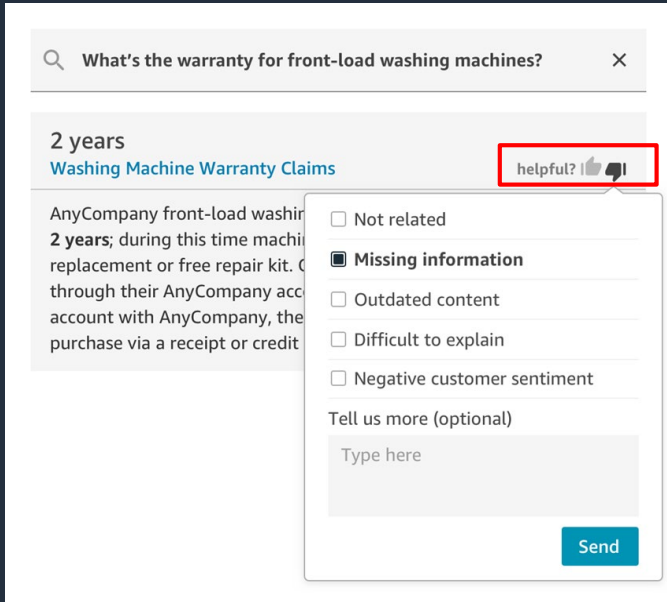 What's the warranty for front-load washing machines?
2 years
Washing Machine Warranty Claims
helpful?
AnyCompany front-load washin
2 years; during this time machi
replacement or free repair kit.
through their AnyCompany acc
account with AnyCompany, the
purchase via a receipt or credit
Not related
Missing information
Outdated content
Difficult to explain
Negative customer sentiment
Tell us more (optional)
Type here
Send